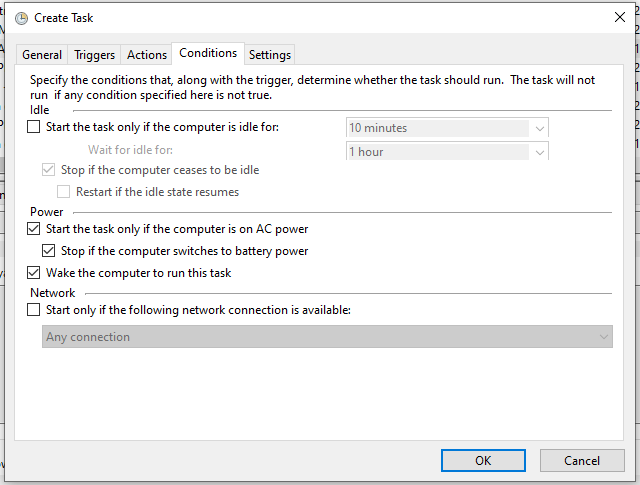 Create Task
General Triggers Actions Conditions Settings
Specify the conditions that, along with the trigger, determine whether the task should run. The task will not
run if any condition specified here is not true.
Idle
Start the task only if the computer is idle for: 10 minutes
Wait for idle for: 1 hour
Stop if the computer ceases to be idle
Restart if the idle state resumes
Power
Start the task only if the computer is on AC power
Stop if the computer switches to battery power
Wake the computer to run this task
Network
Start only if the following network connection is available:
Any connection
OK Cancel